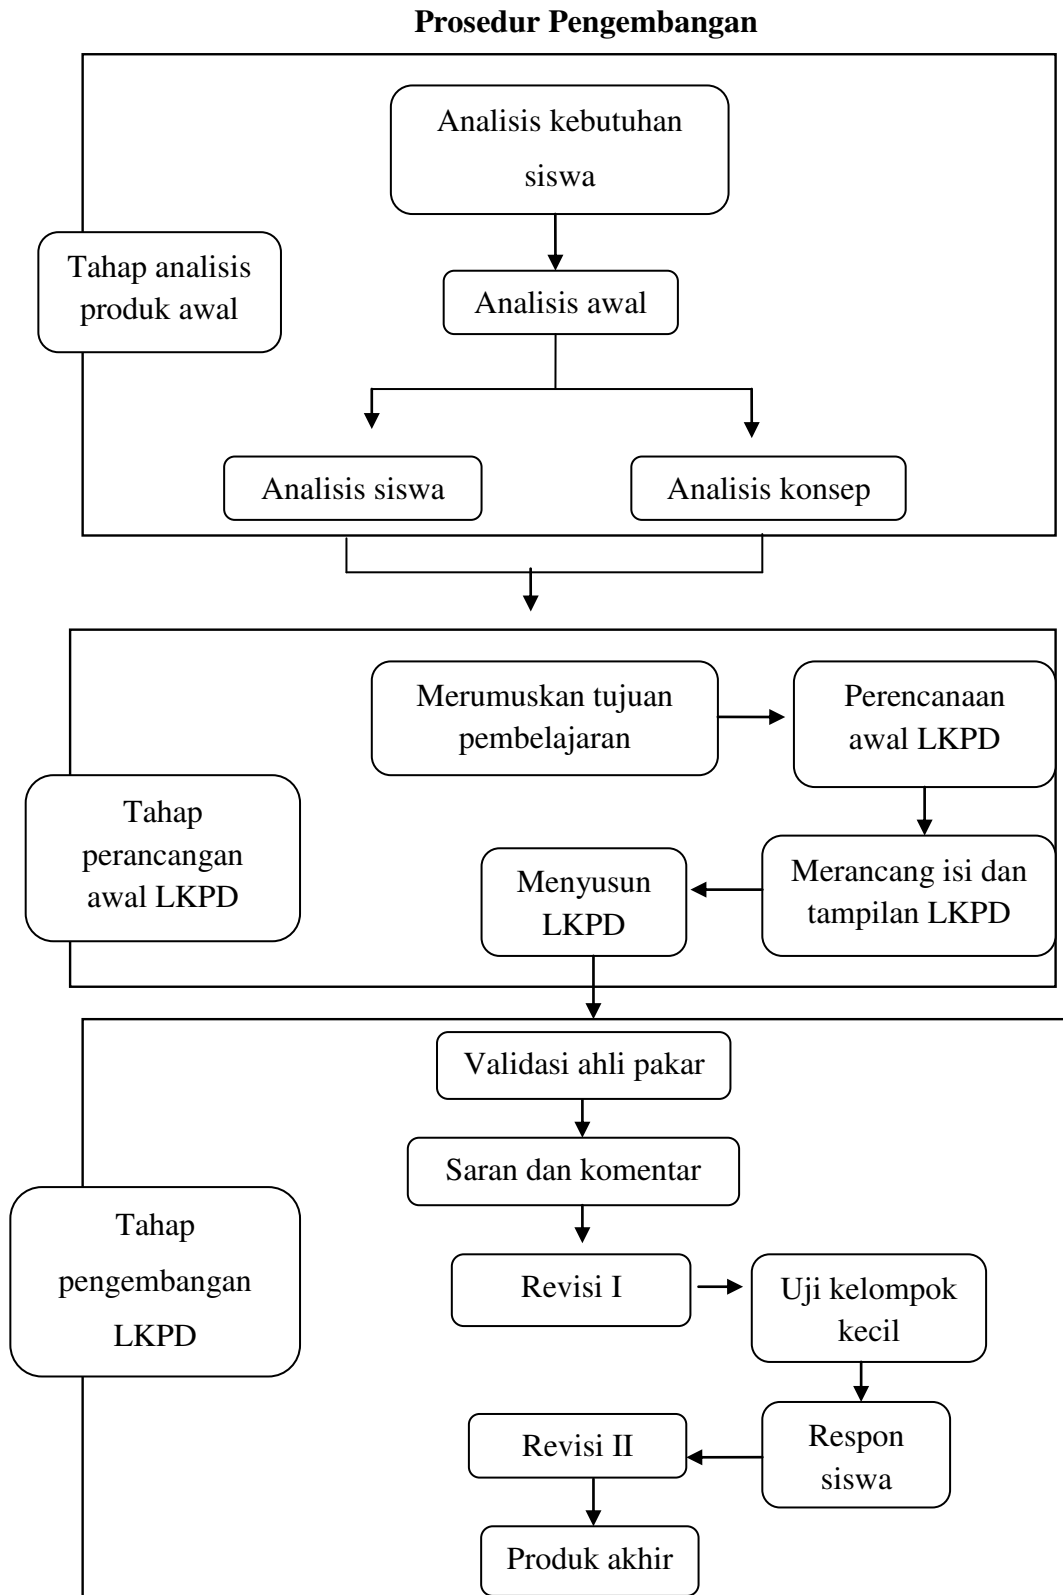 Prosedur Pengembangan
Analisis kebutuhan
siswa
Tahap analisis
produk awal
Analisis awal
Analisis siswa
Analisis konsep
Merumuskan tujuan
pembelajaran
Perencanaan
awal LKPD
Tahap
perancangan
awal LKPD
Menyusun
LKPD
Merancang isi dan
tampilan LKPD
Validasi ahli pakar
Saran dan komentar
Tahap
pengembangan
LKPD
Revisi I
Uji kelompok
kecil
Revisi II
Respon
siswa
Produk akhir